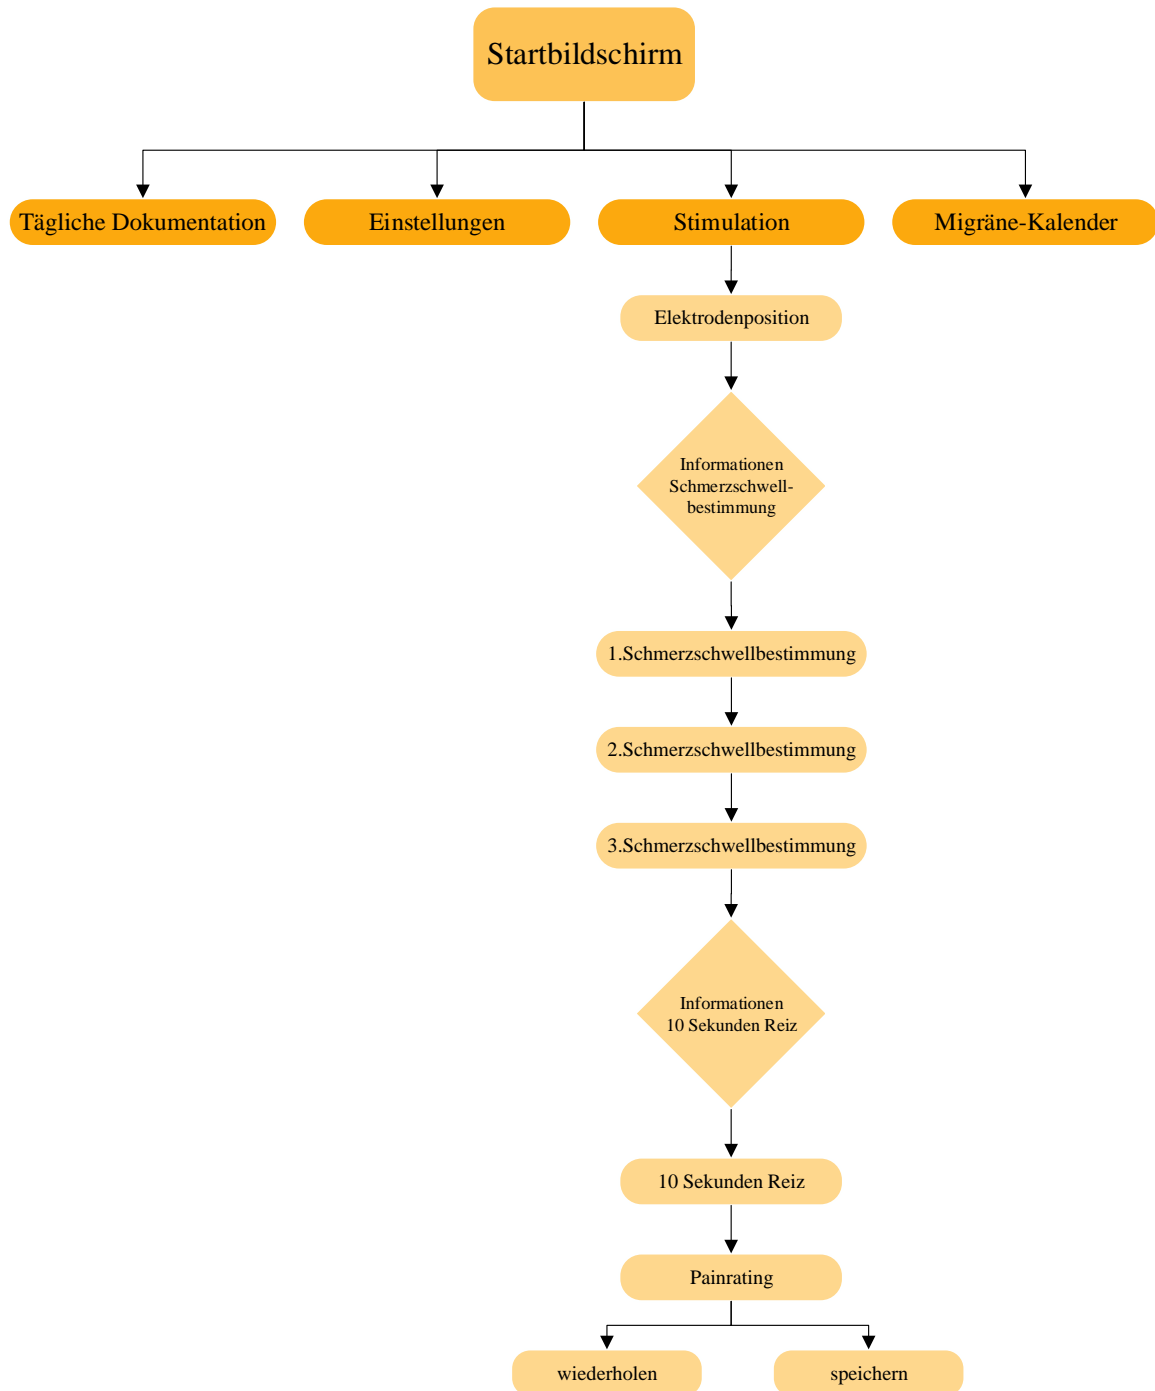 Startbildschirm
Tägliche Dokumentation
Einstellungen
Stimulation
Migräne-Kalender
Elektrodenposition
Informationen
Schmerzschwell-
bestimmung
1.Schmerzschwellbestimmung
2.Schmerzschwellbestimmung
3.Schmerzschwellbestimmung
Informationen
10 Sekunden Reiz
10 Sekunden Reiz
Painrating
wiederholen
speichern